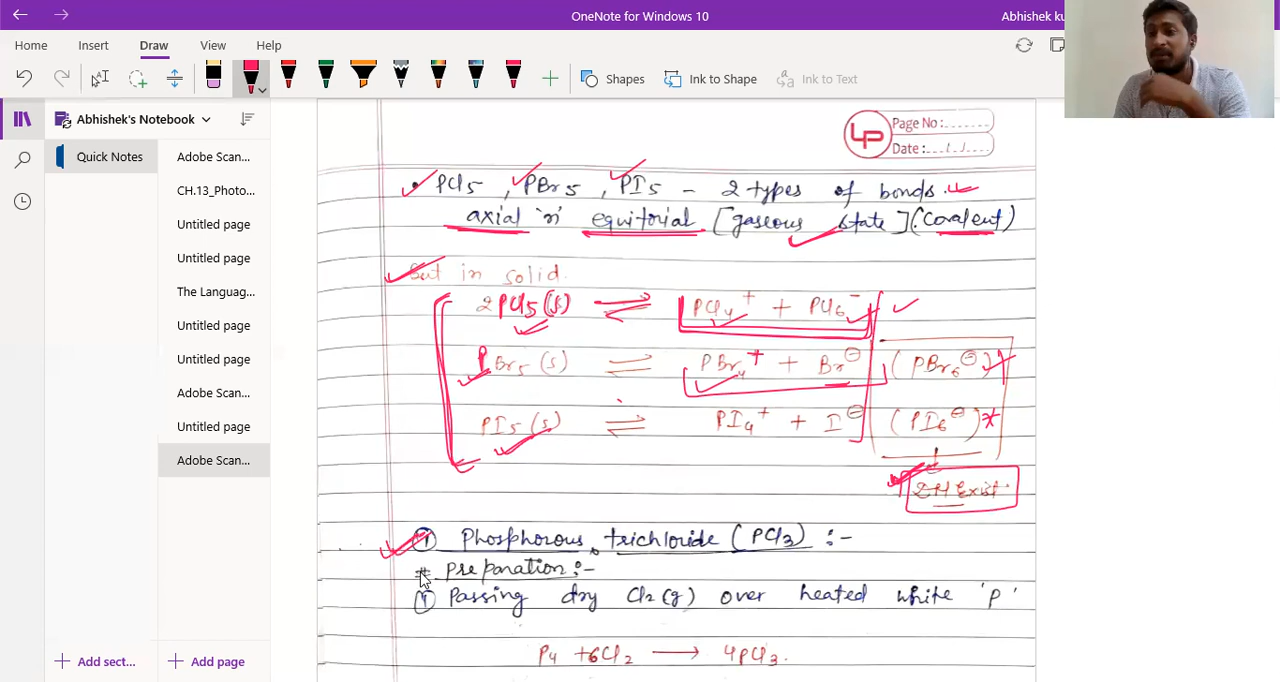 OneNote for Windows 10
Abhishek ku
Home Insert Draw View Help
Shapes Ink to Shape Ink to Text
Abhishek's Notebook
Quick Notes
Adobe Scan...
CH.13_Photo...
Untitled page
Untitled page
The Languag...
Untitled page
Untitled page
Adobe Scan...
Untitled page
Adobe Scan...
Add sect... Add page
LP
Page No :.......
Date :..../..../....
• PCl5 , PBr5 , PI5 - 2 types of bonds.
axial 'n' equitorial [gaseous state](covalent)
But in solid.
2PCl5(s) ⇌ PCl4+ + PCl6-
PBr5(s) ⇌ PBr4+ + Br⊖ (PBr6⊖) ×
PI5(s) ⇌ PI4+ + I⊖ (PI6⊖) ×
Exist.
① Phosphorous trichloride (PCl3) :-
* preparation :-
① Passing dry Cl2(g) over heated white 'p'
P4 + 6Cl2 → 4PCl3.